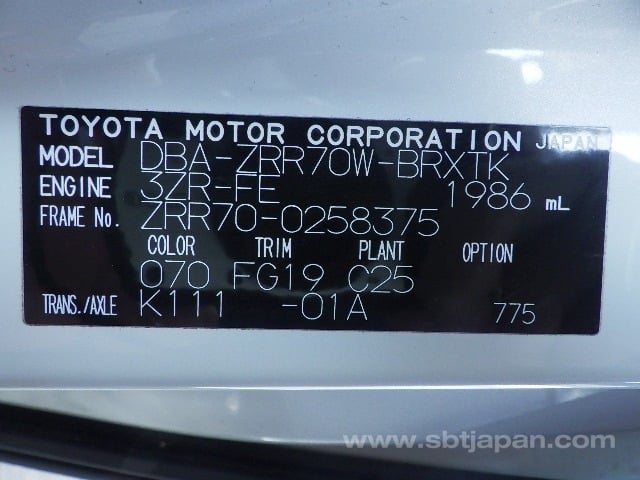 TOYOTA MOTOR CORPORATION JAPAN
MODEL DBA-ZRR70W-BRXTK
ENGINE 3ZR-FE 1986 mL
FRAME No. ZRR70-0258375
COLOR TRIM PLANT OPTION
070 FG19 C25
TRANS./AXLE K111 -01A 775
www.sbtjapan.com